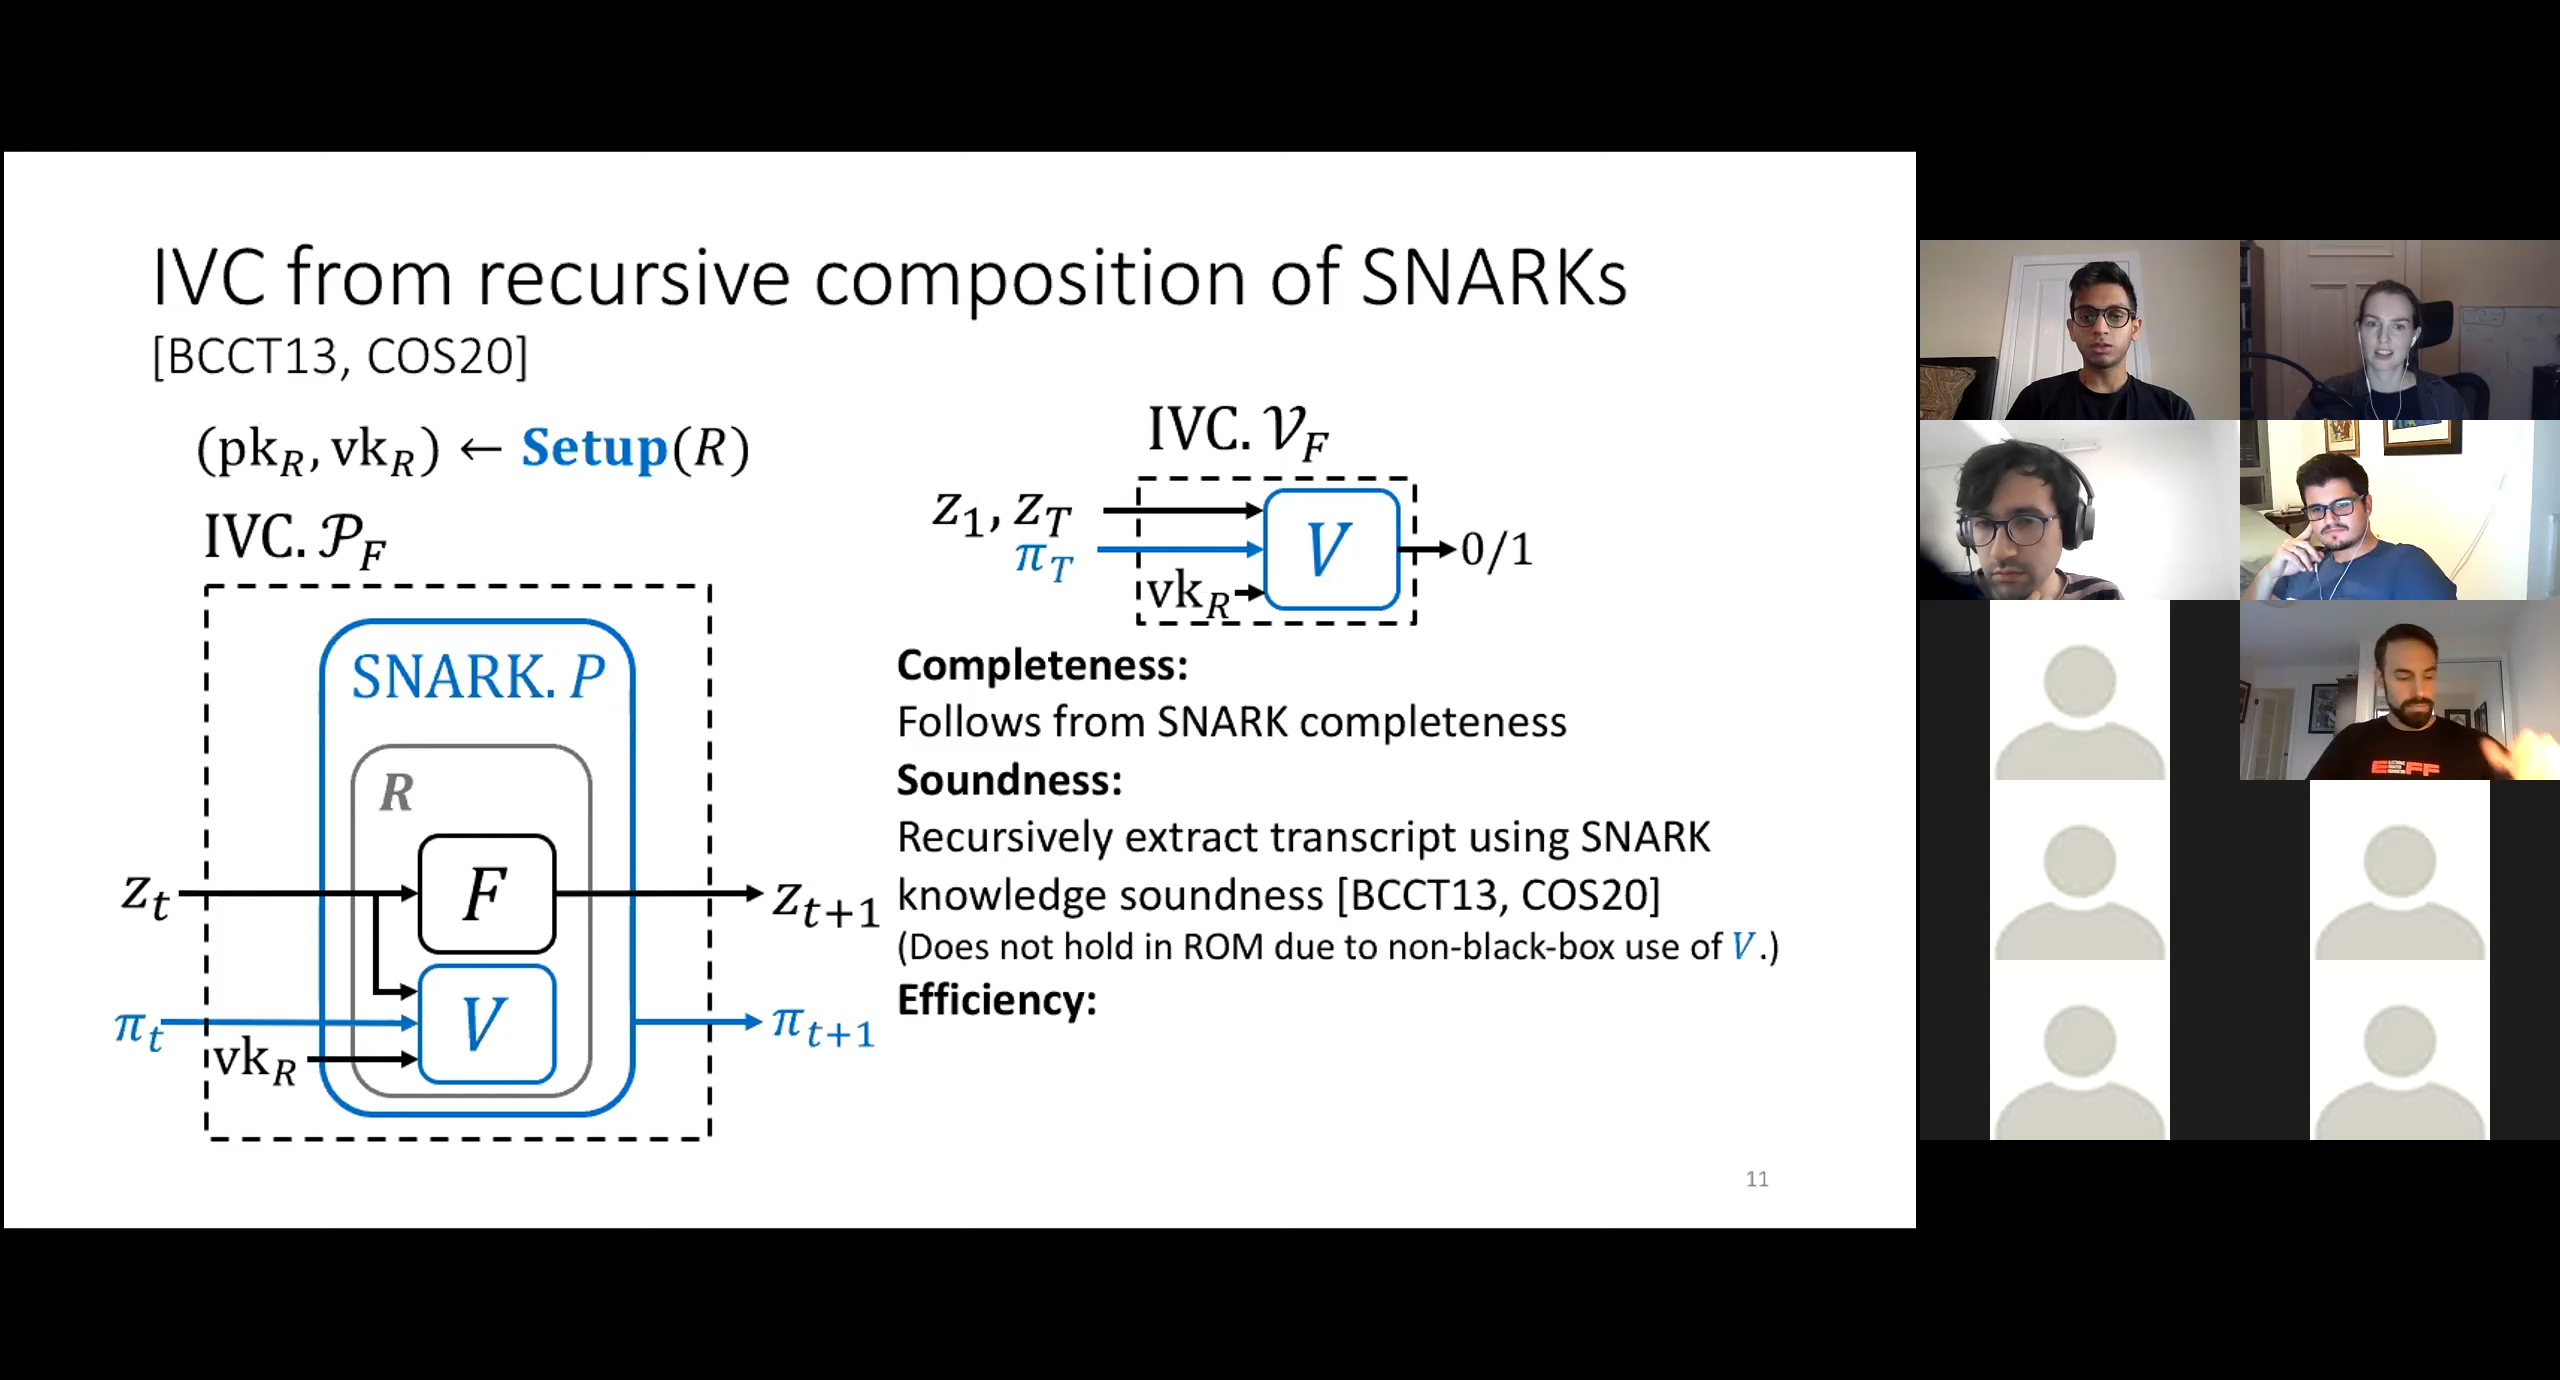 IVC from recursive composition of SNARKs
[BCCT13, COS20]
(pk_R, vk_R) ← Setup(R)
IVC. 𝒫_F
SNARK. P
R
F
z_t
z_{t+1}
V
π_t
π_{t+1}
vk_R
IVC. 𝒱_F
z_1, z_T
π_T
vk_R
V
0/1
Completeness:
Follows from SNARK completeness
Soundness:
Recursively extract transcript using SNARK
knowledge soundness [BCCT13, COS20]
(Does not hold in ROM due to non-black-box use of V.)
Efficiency:
11
EFF